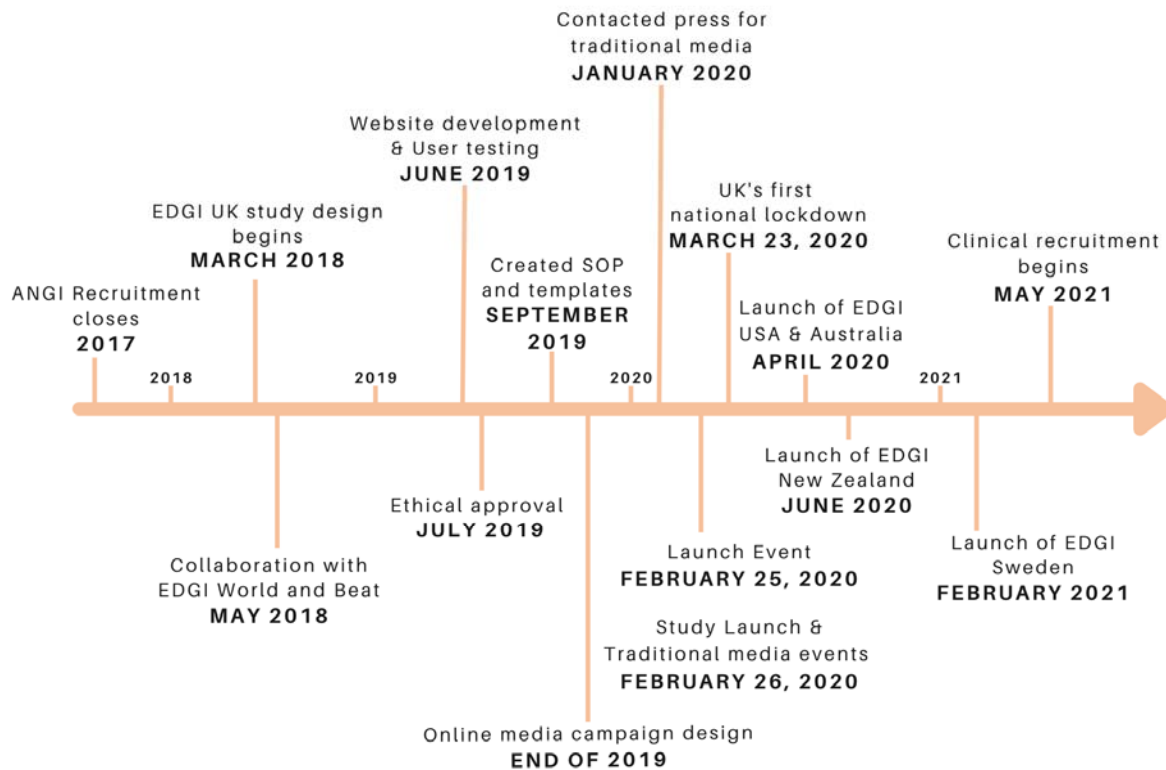 Contacted press for
traditional media
JANUARY 2020
Website development
& User testing
JUNE 2019
UK's first
national lockdown
MARCH 23, 2020
EDGI UK study design
begins
MARCH 2018
Clinical recruitment
begins
MAY 2021
Created SOP
and templates
SEPTEMBER
2019
ANGI Recruitment
closes
2017
Launch of EDGI
USA & Australia
APRIL 2020
2018
2019
2020
2021
Launch of EDGI
New Zealand
JUNE 2020
Ethical approval
JULY 2019
Launch Event
FEBRUARY 25, 2020
Launch of EDGI
Sweden
FEBRUARY 2021
Collaboration with
EDGI World and Beat
MAY 2018
Study Launch &
Traditional media events
FEBRUARY 26, 2020
Online media campaign design
END OF 2019